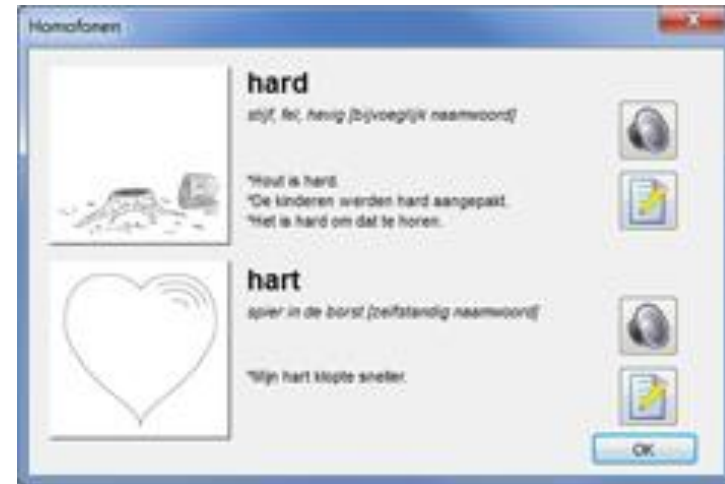 Homofonen
hard
stijf, fel, hevig [bijvoeglijk naamwoord]
*Hout is hard.
*De kinderen werden hard aangepakt.
*Het is hard om dat te horen.
hart
spier in de borst [zelfstandig naamwoord]
*Mijn hart klopte sneller.
OK